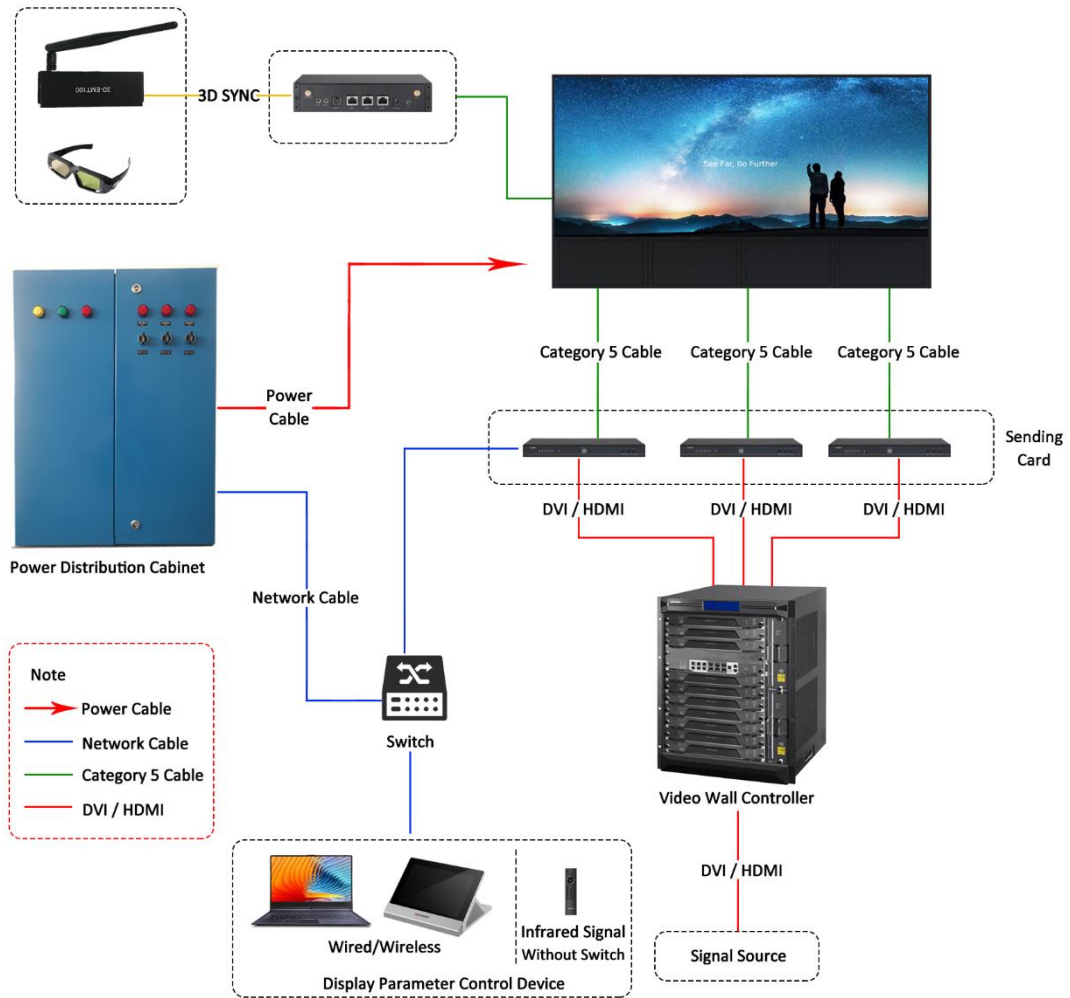 3D-EMT100
3D SYNC
See Far, Go Further
Category 5 Cable
Category 5 Cable
Category 5 Cable
Power
Cable
Sending
Card
DVI / HDMI
DVI / HDMI
DVI / HDMI
Power Distribution Cabinet
Network Cable
Note
Power Cable
Network Cable
Category 5 Cable
DVI / HDMI
Switch
Video Wall Controller
DVI / HDMI
Wired/Wireless
Infrared Signal
Without Switch
Display Parameter Control Device
Signal Source